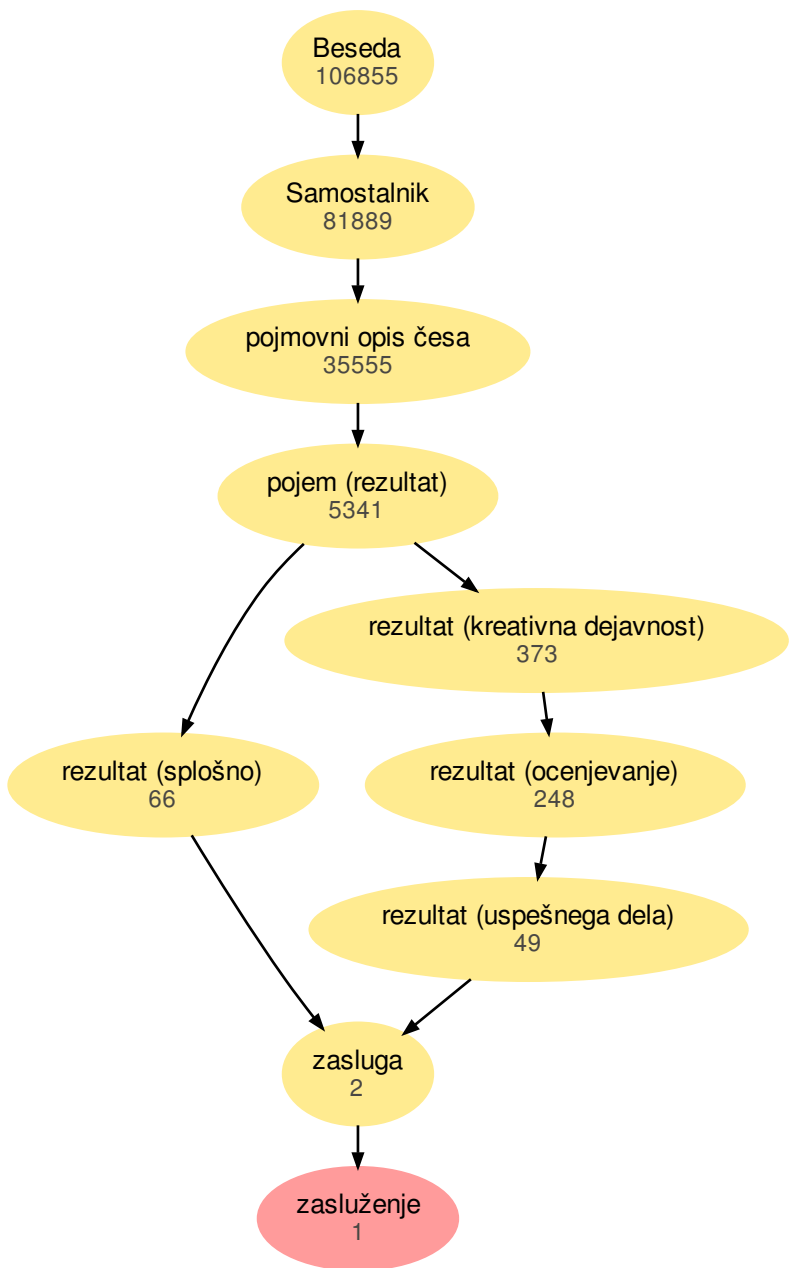 Beseda
106855
Samostalnik
81889
pojmovni opis česa
35555
pojem (rezultat)
5341
rezultat (kreativna dejavnost)
373
rezultat (splošno)
66
rezultat (ocenjevanje)
248
rezultat (uspešnega dela)
49
zasluga
2
zasluženje
1